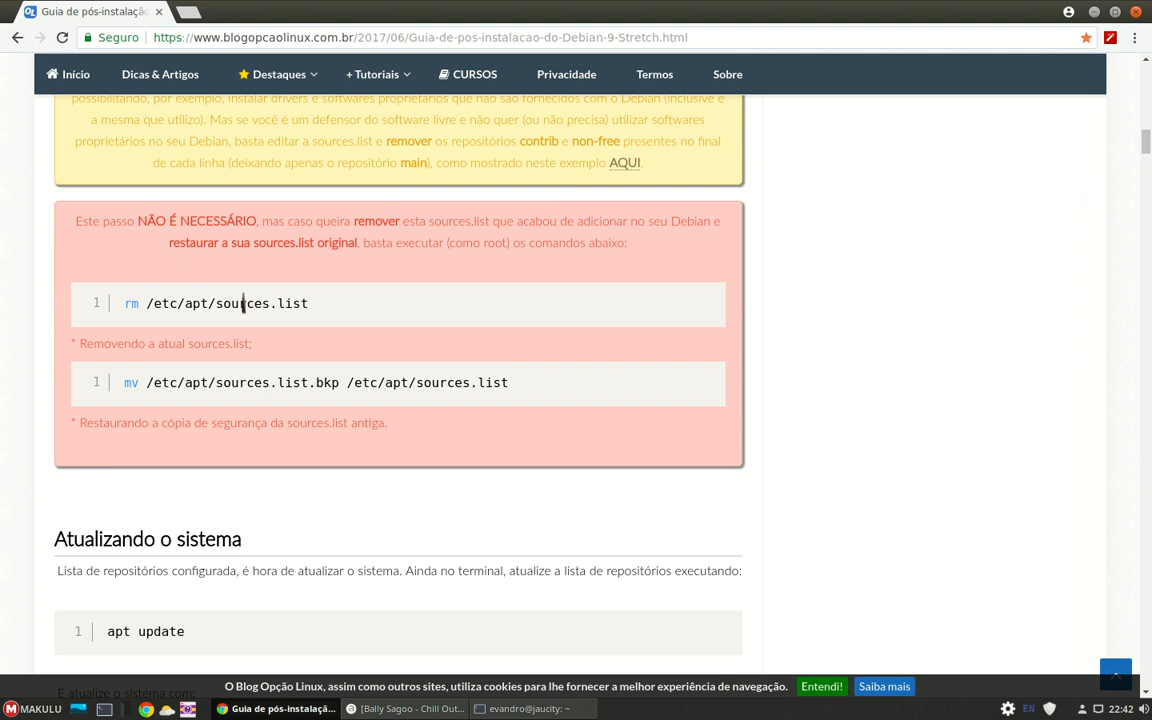 Guia de pós-instalaçã
Seguro
https://www.blogopcaolinux.com.br/2017/06/Guia-de-pos-instalacao-do-Debian-9-Stretch.html
Início Dicas & Artigos Destaques + Tutoriais CURSOS Privacidade Termos Sobre
possibilitando, por exemplo, instalar drivers e softwares proprietários que não são fornecidos com o Debian (inclusive é
a mesma que utilizo). Mas se você é um defensor do software livre e não quer (ou não precisa) utilizar softwares
proprietários no seu Debian, basta editar a sources.list e remover os repositórios contrib e non-free presentes no final
de cada linha (deixando apenas o repositório main), como mostrado neste exemplo AQUI.
Este passo NÃO É NECESSÁRIO, mas caso queira remover esta sources.list que acabou de adicionar no seu Debian e
restaurar a sua sources.list original, basta executar (como root) os comandos abaixo:
1 rm /etc/apt/sources.list
* Removendo a atual sources.list;
1 mv /etc/apt/sources.list.bkp /etc/apt/sources.list
* Restaurando a cópia de segurança da sources.list antiga.
Atualizando o sistema
Lista de repositórios configurada, é hora de atualizar o sistema. Ainda no terminal, atualize a lista de repositórios executando:
1 apt update
E atualize o sistema com:
O Blog Opção Linux, assim como outros sites, utiliza cookies para lhe fornecer a melhor experiência de navegação. Entendi! Saiba mais
MAKULU Guia de pós-instalaçã... [Bally Sagoo - Chill Out... evandro@jaucity: ~ EN 22:42